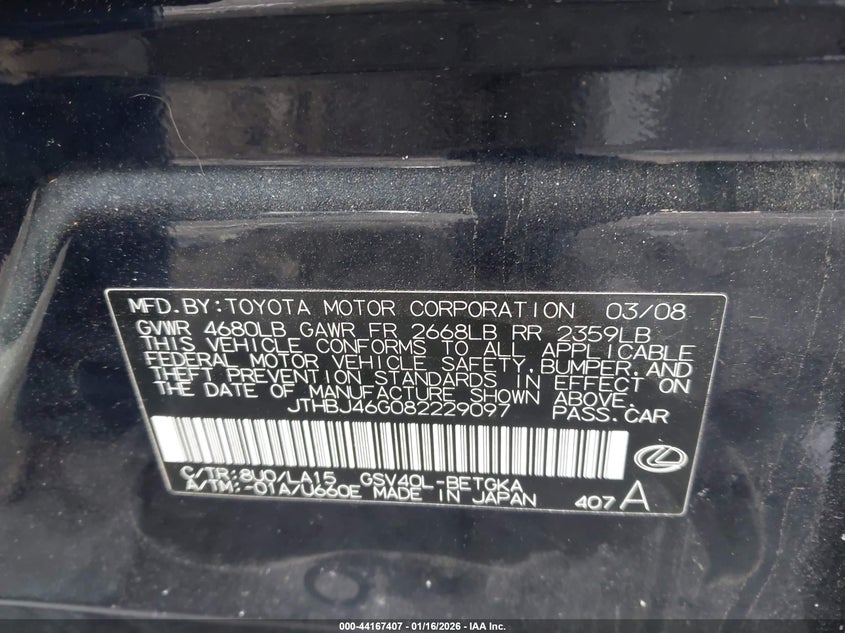 MFD.BY:TOYOTA MOTOR CORPORATION 03/08
GVWR 4680LB GAWR FR 2668LB RR 2359LB
THIS VEHICLE CONFORMS TO ALL APPLICABLE
FEDERAL MOTOR VEHICLE SAFETY, BUMPER, AND
THEFT PREVENTION STANDARDS IN EFFECT ON
THE DATE OF MANUFACTURE SHOWN ABOVE.
JTHBJ46G082229097 PASS.CAR
C/TR:8U0/LA15 GSV40L-BETGKA
A/TM:-01A/U660E MADE IN JAPAN 407A
000-44167407 - 01/16/2026 - IAA Inc.